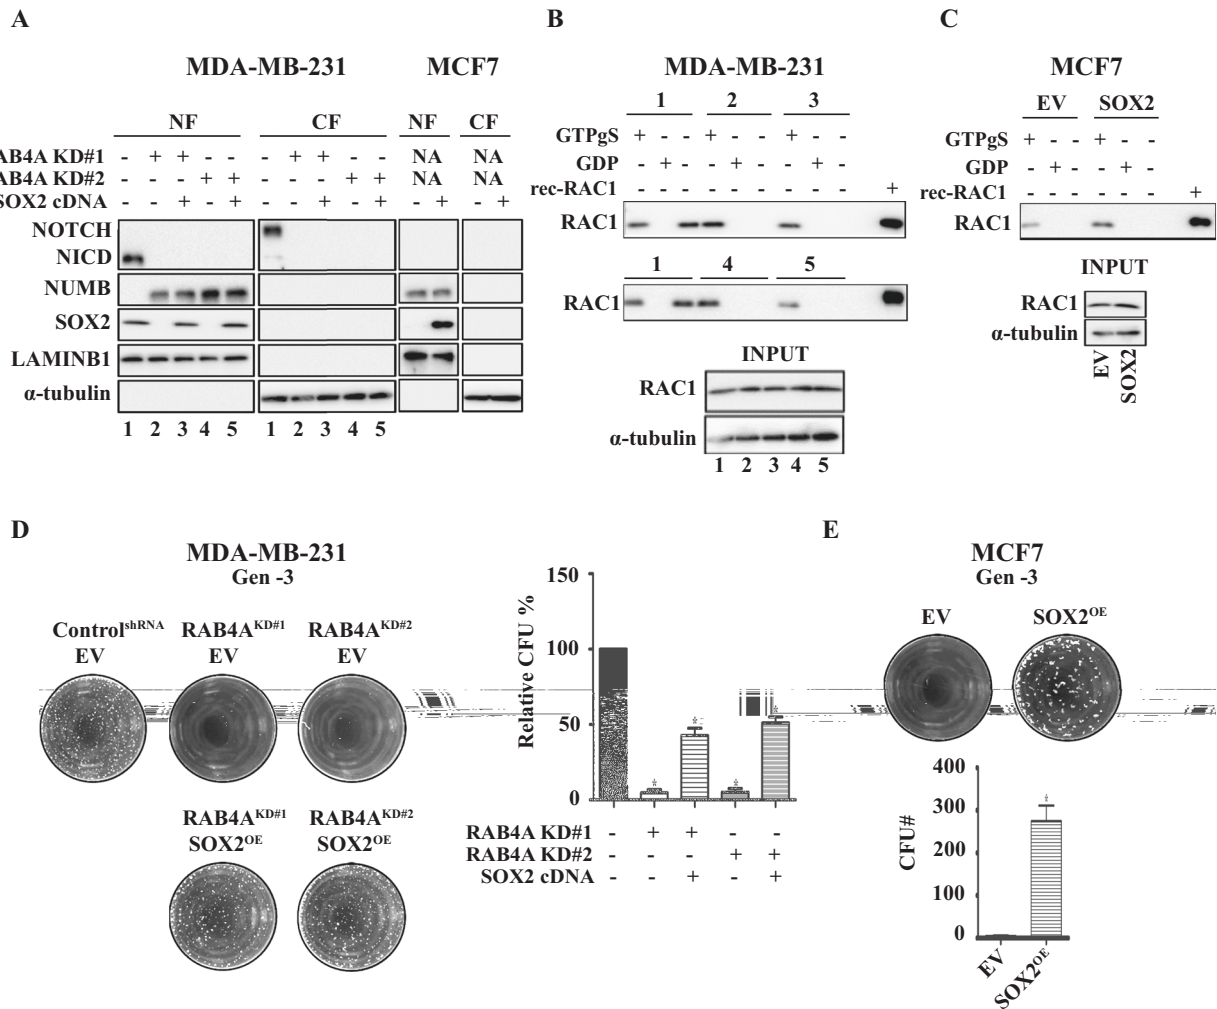 A
MDA-MB-231 MCF7
NF CF NF CF
AB4A KD#1 - + + - - - + + - - NA NA
AB4A KD#2 - - - + + - - - + + NA NA
SOX2 cDNA - - + - + - - + - + - + - +
NOTCH
NICD
NUMB
SOX2
LAMINB1
α-tubulin
1 2 3 4 5 1 2 3 4 5
B
MDA-MB-231
1 2 3
GTPgS + - - + - - + - -
GDP - + - - + - - + -
rec-RAC1 - - - - - - - - - +
RAC1
1 4 5
RAC1
INPUT
RAC1
α-tubulin
1 2 3 4 5
C
MCF7
EV SOX2
GTPgS + - - + - -
GDP - + - - + -
rec-RAC1 - - - - - - +
RAC1
INPUT
RAC1
α-tubulin
EV
SOX2
D
MDA-MB-231
Gen -3
Control^shRNA EV
RAB4A^KD#1 EV
RAB4A^KD#2 EV
RAB4A^KD#1 SOX2^OE
RAB4A^KD#2 SOX2^OE
Relative CFU %
150
100
50
0
* * * *
RAB4A KD#1 - + + - -
RAB4A KD#2 - - - + +
SOX2 cDNA - - + - +
E
MCF7
Gen -3
EV SOX2^OE
CFU#
400
300
200
100
0
*
EV
SOX2^OE